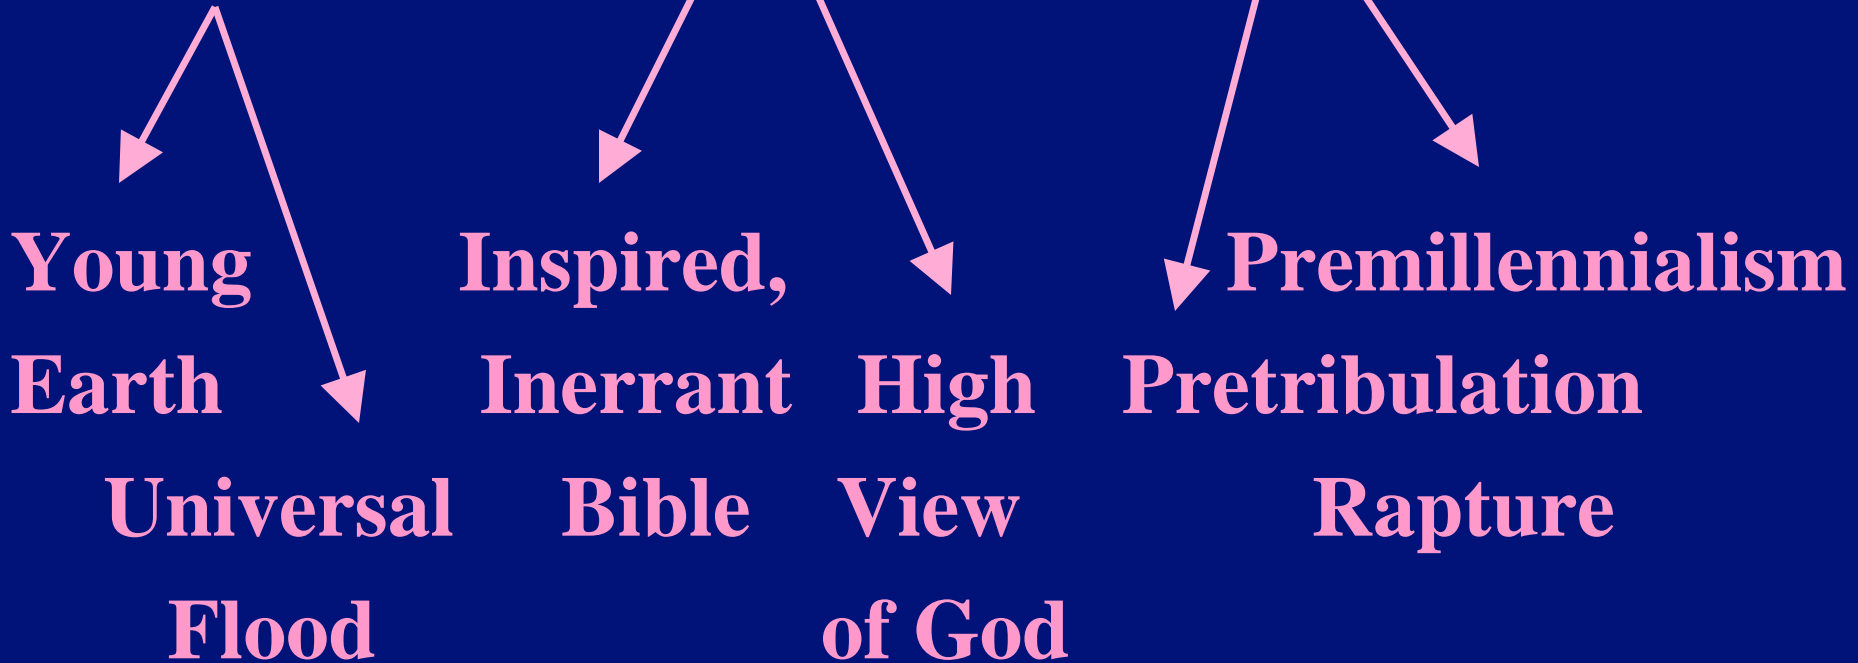 Young Inspired, Premillennialism
Earth Inerrant High Pretribulation
Universal Bible View Rapture
Flood of God